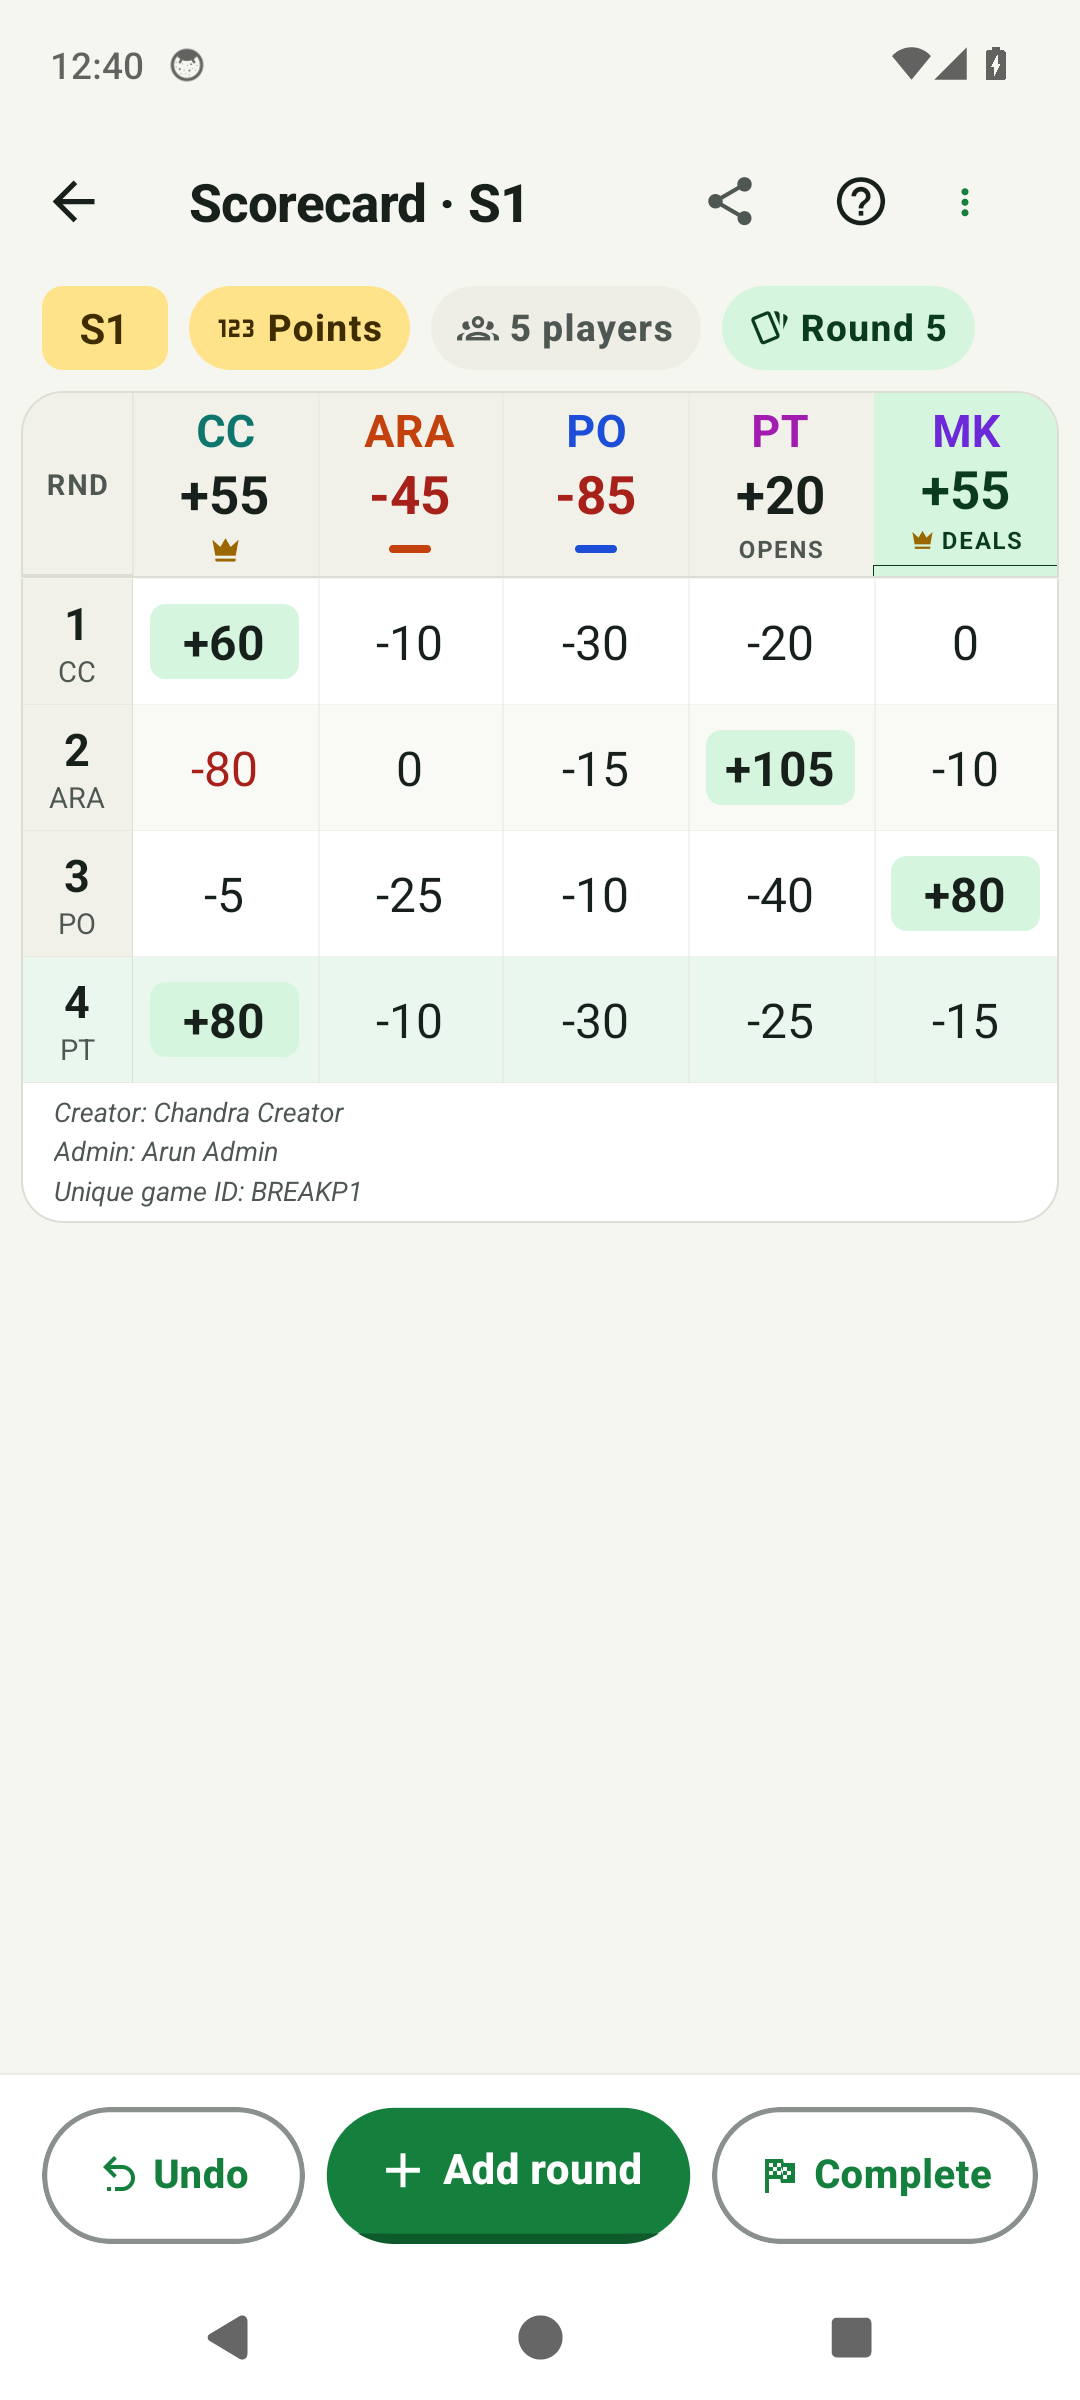 12:40
Scorecard · S1
S1
123 Points
5 players
Round 5
RND CC ARA PO PT MK
+55 -45 -85 +20 +55
OPENS DEALS
1 CC +60 -10 -30 -20 0
2 ARA -80 0 -15 +105 -10
3 PO -5 -25 -10 -40 +80
4 PT +80 -10 -30 -25 -15
Creator: Chandra Creator
Admin: Arun Admin
Unique game ID: BREAKP1
Undo
+ Add round
Complete